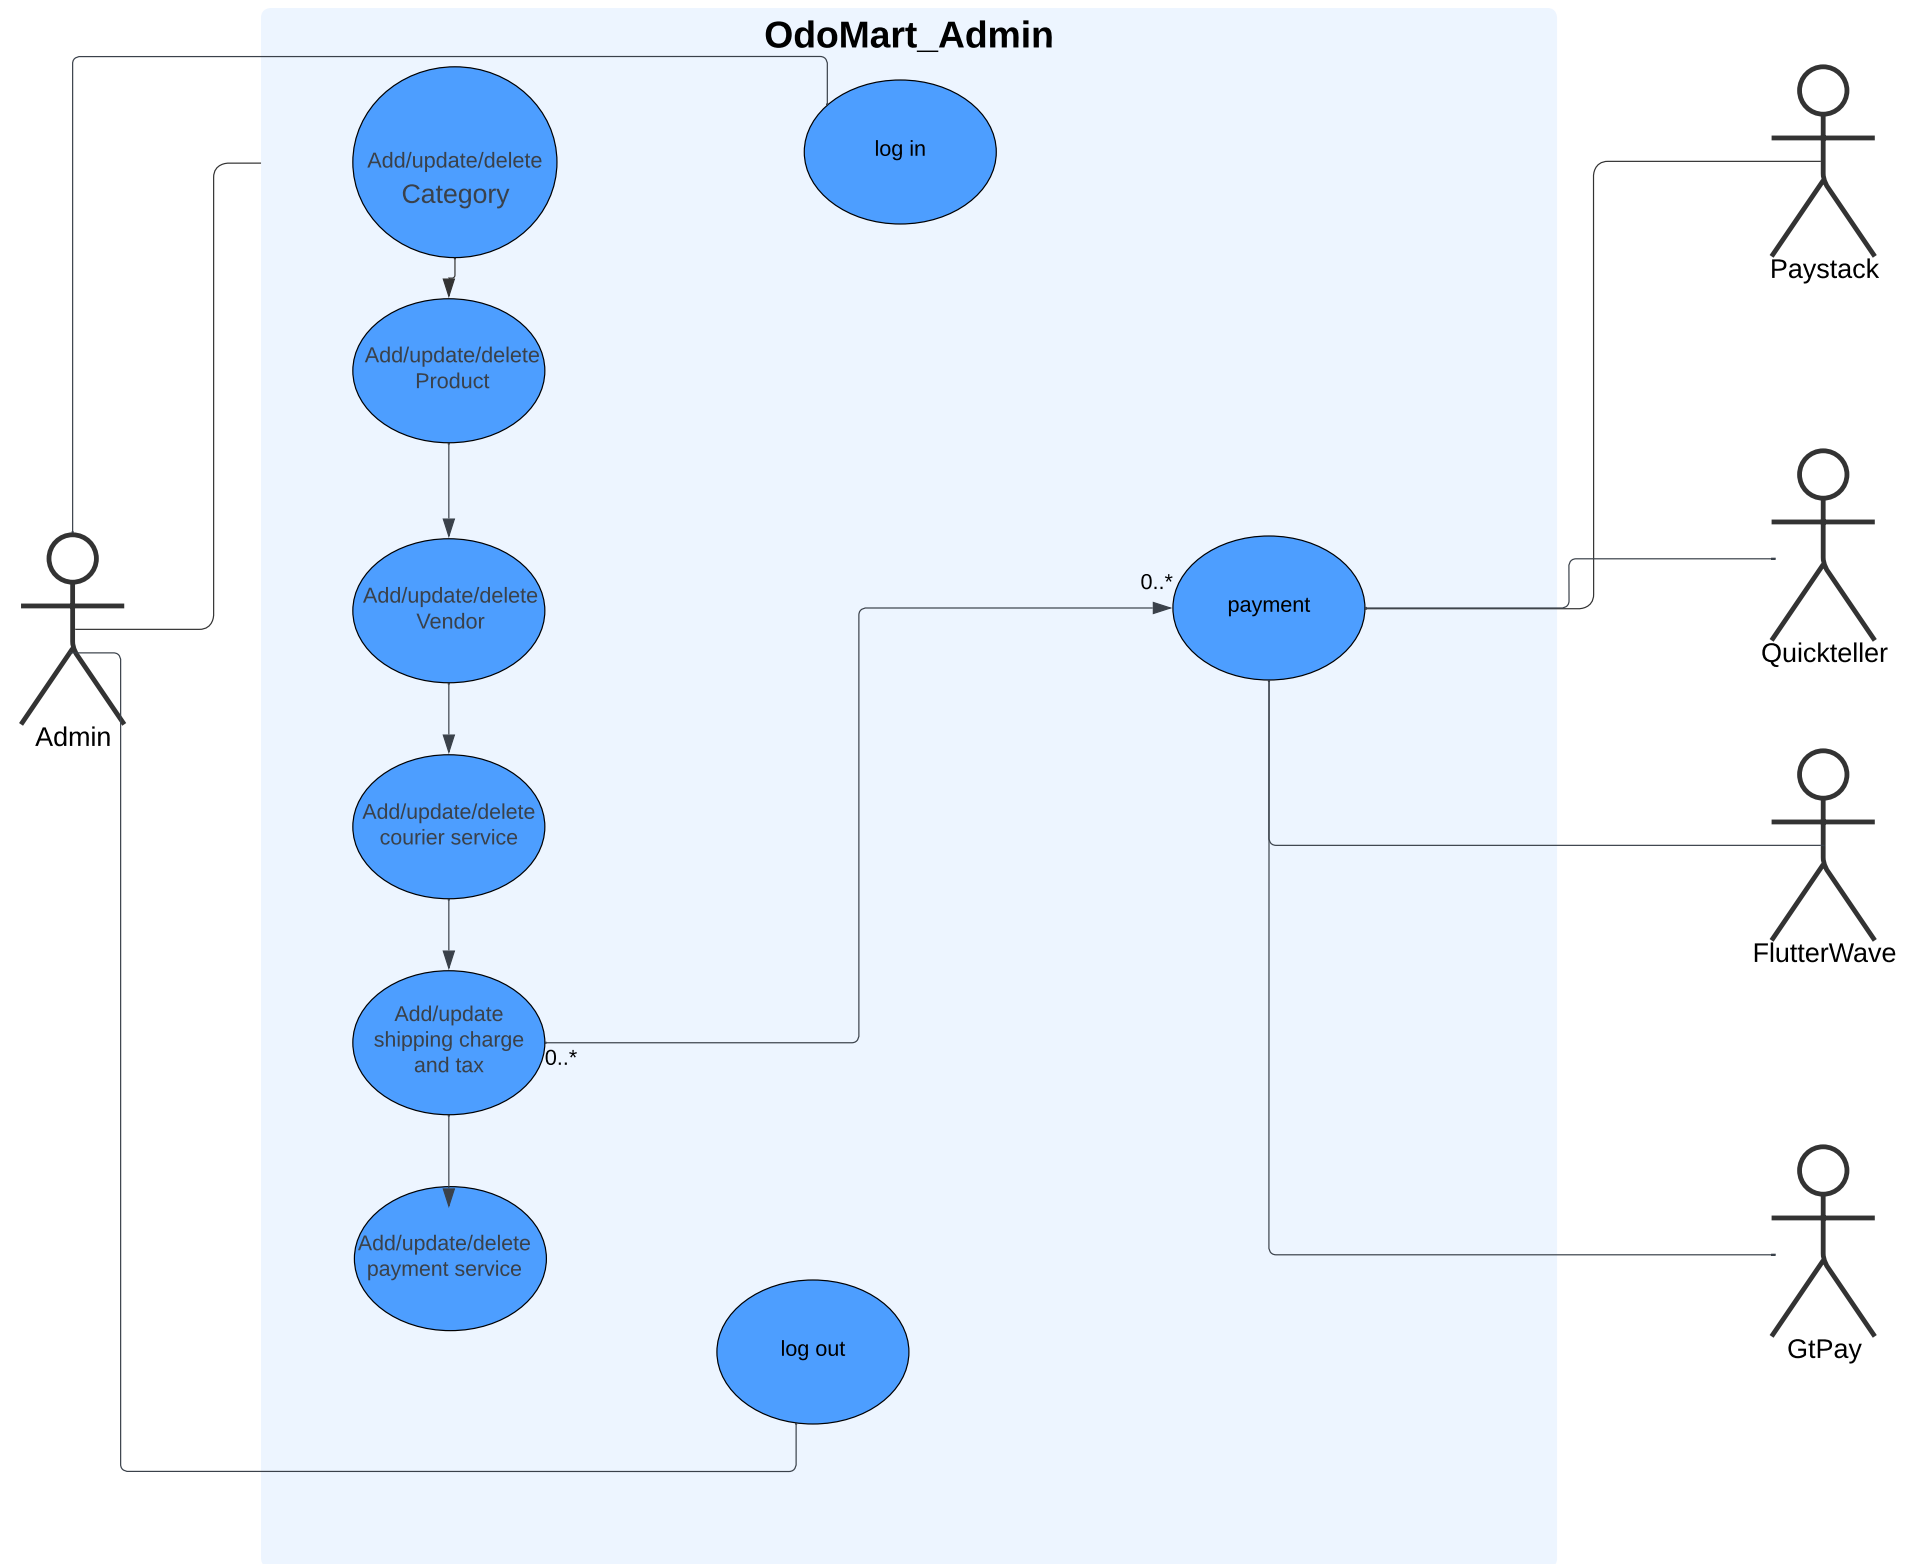 OdoMart_Admin
Add/update/delete
Category
log in
Paystack
Add/update/delete
Product
Add/update/delete
Vendor
0..*
payment
Quickteller
Admin
Add/update/delete
courier service
FlutterWave
Add/update
shipping charge
and tax
0..*
Add/update/delete
payment service
log out
GtPay